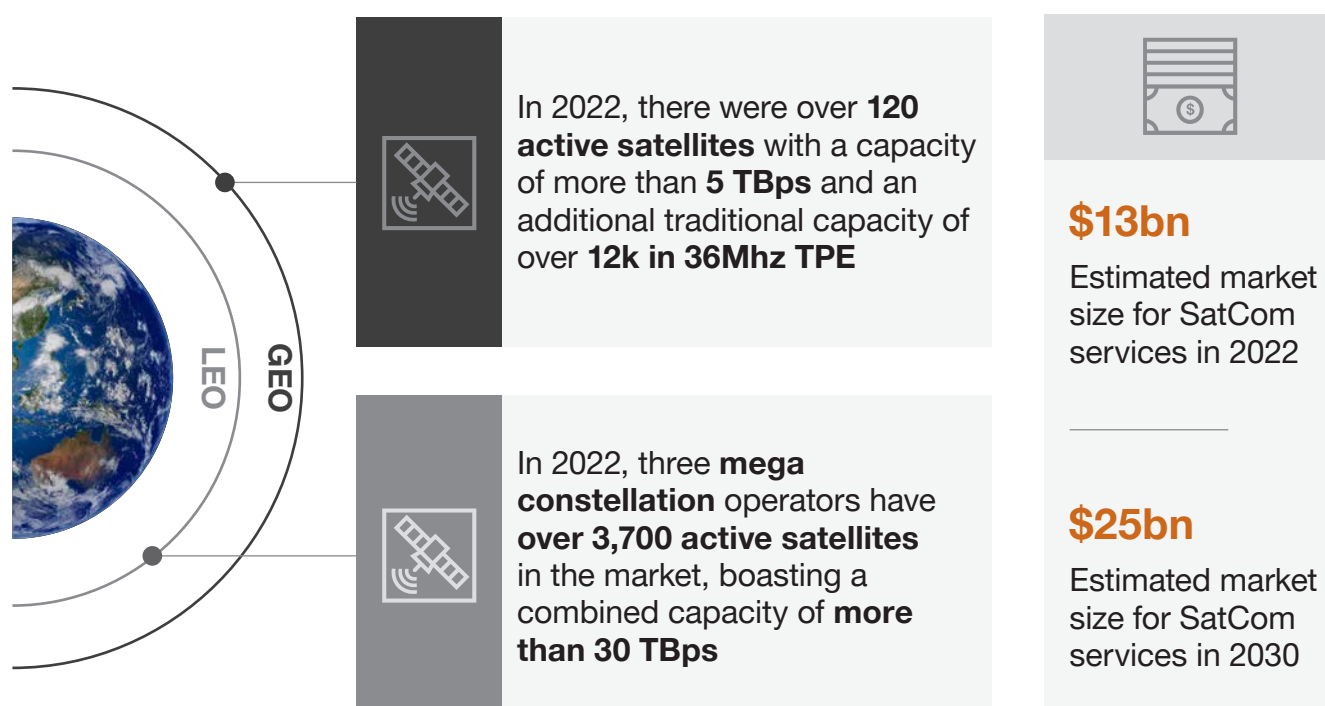 LEO
GEO
In 2022, there were over 120
active satellites with a capacity
of more than 5 TBps and an
additional traditional capacity of
over 12k in 36Mhz TPE
In 2022, three mega
constellation operators have
over 3,700 active satellites
in the market, boasting a
combined capacity of more
than 30 TBps
$
$13bn
Estimated market
size for SatCom
services in 2022
$25bn
Estimated market
size for SatCom
services in 2030